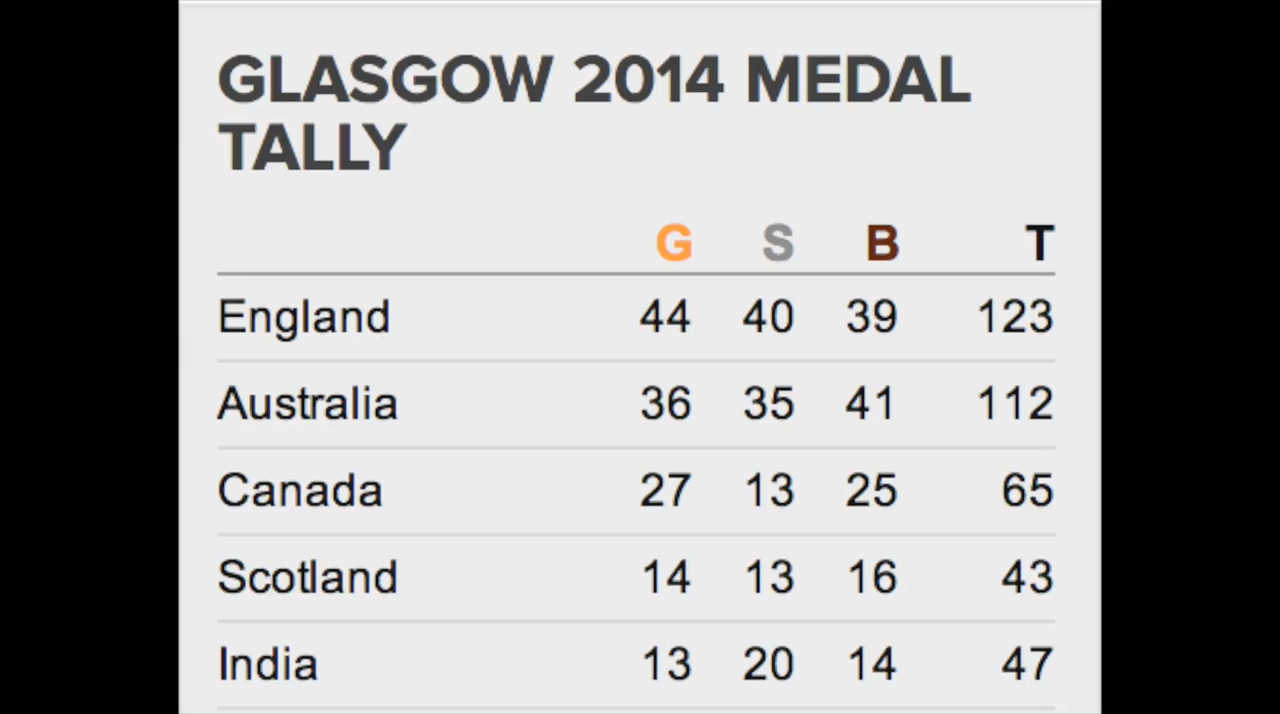 GLASGOW 2014 MEDAL
TALLY
G S B T
England 44 40 39 123
Australia 36 35 41 112
Canada 27 13 25 65
Scotland 14 13 16 43
India 13 20 14 47